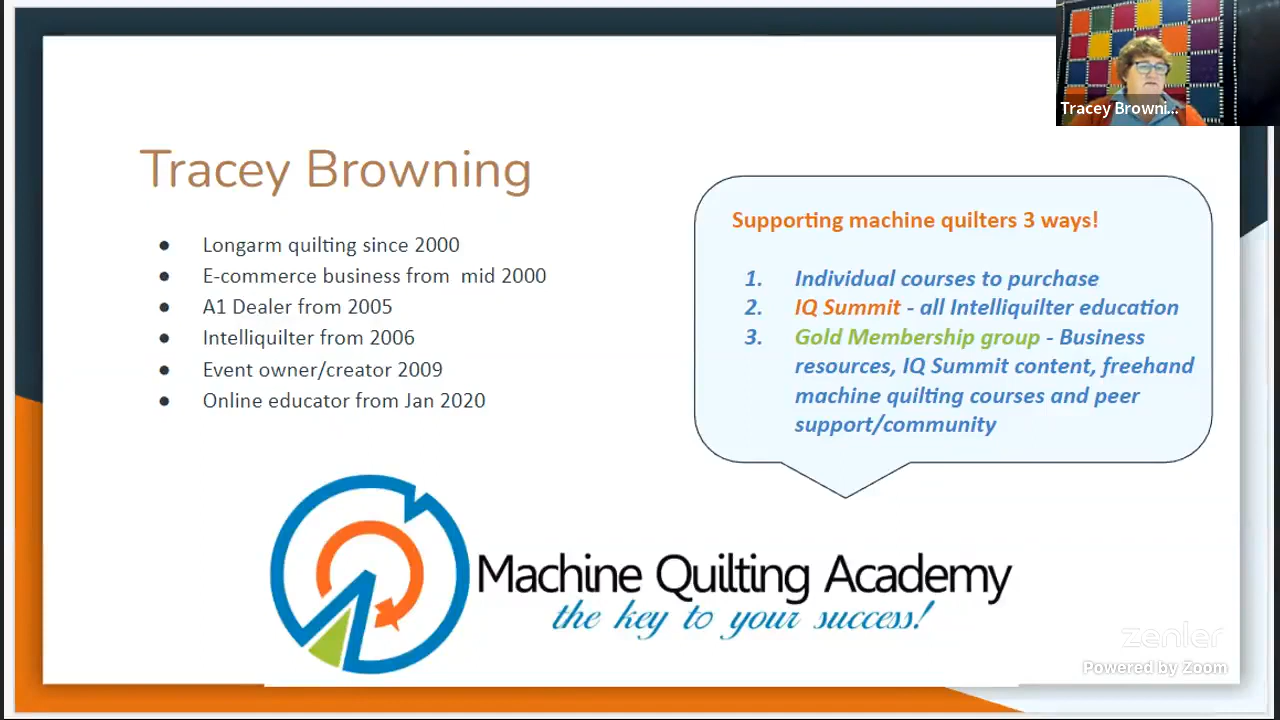 Tracey Browni...
Tracey Browning
Longarm quilting since 2000
E-commerce business from mid 2000
A1 Dealer from 2005
Intelliquilter from 2006
Event owner/creator 2009
Online educator from Jan 2020
Supporting machine quilters 3 ways!
1. Individual courses to purchase
2. IQ Summit - all Intelliquilter education
3. Gold Membership group - Business
resources, IQ Summit content, freehand
machine quilting courses and peer
support/community
Machine Quilting Academy
the key to your success!
zenler
Powered by Zoom